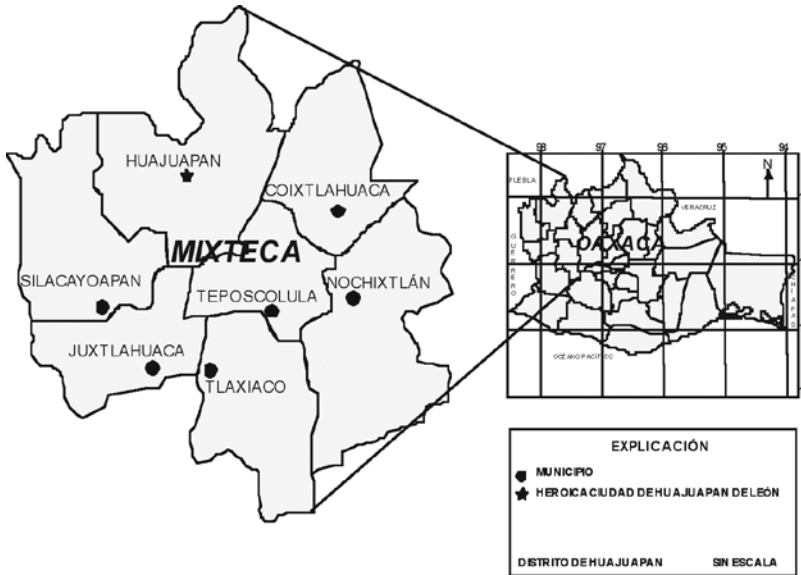 HUAJUAPAN
COIXTLAHUACA
MIXTECA
SILACAYOAPAN
TEPOSCOLULA
NOCHIXTLÁN
JUXTLAHUACA
TLAXIACO
98 97 96 95 94
N
PUEBLA
VERACRUZ
OAXACA
GUERRERO
CHIAPAS
OCÉANO PACÍFICO
EXPLICACIÓN
MUNICIPIO
HEROICA CIUDAD DE HUAJUAPAN DE LEÓN
DISTRITO DE HUAJUAPAN SIN ESCALA